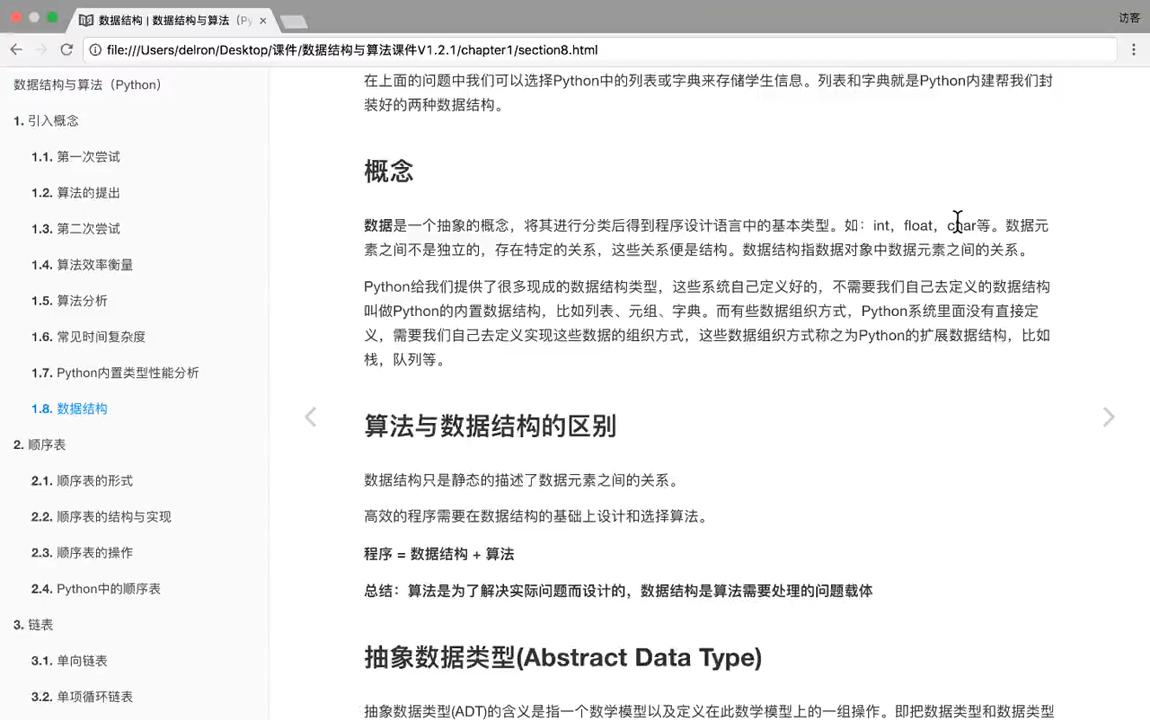 数据结构 | 数据结构与算法（Py
访客
file:///Users/delron/Desktop/课件/数据结构与算法课件V1.2.1/chapter1/section8.html
数据结构与算法（Python）
1. 引入概念
1.1. 第一次尝试
1.2. 算法的提出
1.3. 第二次尝试
1.4. 算法效率衡量
1.5. 算法分析
1.6. 常见时间复杂度
1.7. Python内置类型性能分析
1.8. 数据结构
2. 顺序表
2.1. 顺序表的形式
2.2. 顺序表的结构与实现
2.3. 顺序表的操作
2.4. Python中的顺序表
3. 链表
3.1. 单向链表
3.2. 单项循环链表
在上面的问题中我们可以选择Python中的列表或字典来存储学生信息。列表和字典就是Python内建帮我们封
装好的两种数据结构。
概念
数据是一个抽象的概念，将其进行分类后得到程序设计语言中的基本类型。如：int，float，char等。数据元
素之间不是独立的，存在特定的关系，这些关系便是结构。数据结构指数据对象中数据元素之间的关系。
Python给我们提供了很多现成的数据结构类型，这些系统自己定义好的，不需要我们自己去定义的数据结构
叫做Python的内置数据结构，比如列表、元组、字典。而有些数据组织方式，Python系统里面没有直接定
义，需要我们自己去定义实现这些数据的组织方式，这些数据组织方式称之为Python的扩展数据结构，比如
栈，队列等。
算法与数据结构的区别
数据结构只是静态的描述了数据元素之间的关系。
高效的程序需要在数据结构的基础上设计和选择算法。
程序 = 数据结构 + 算法
总结：算法是为了解决实际问题而设计的，数据结构是算法需要处理的问题载体
抽象数据类型(Abstract Data Type)
抽象数据类型(ADT)的含义是指一个数学模型以及定义在此数学模型上的一组操作。即把数据类型和数据类型